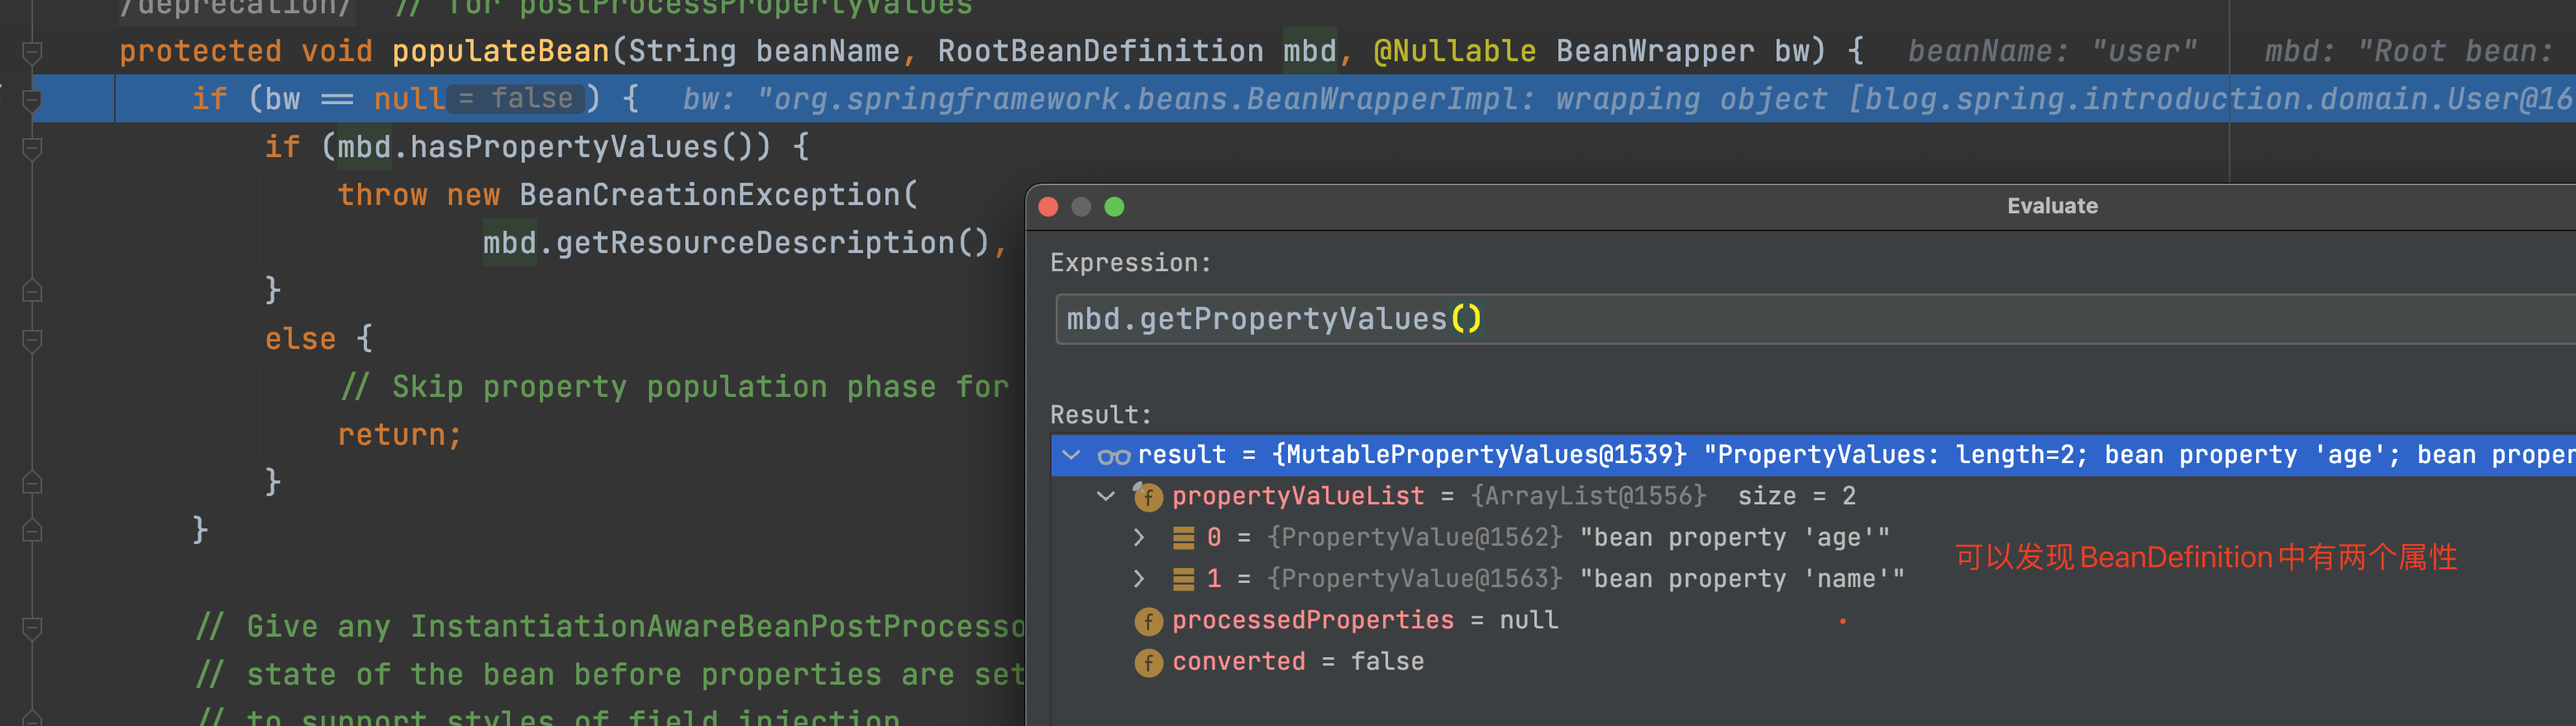 /deprecation/ // for postProcessPropertyValues
protected void populateBean(String beanName, RootBeanDefinition mbd, @Nullable BeanWrapper bw) { beanName: "user" mbd: "Root bean:
if (bw == null = false ) { bw: "org.springframework.beans.BeanWrapperImpl: wrapping object [blog.spring.introduction.domain.User@16
if (mbd.hasPropertyValues()) {
throw new BeanCreationException(
mbd.getResourceDescription(),
}
else {
// Skip property population phase for
return;
}
}
// Give any InstantiationAwareBeanPostProcesso
// state of the bean before properties are set
// to support styles of field injection
Evaluate
Expression:
mbd.getPropertyValues()
Result:
result = {MutablePropertyValues@1539} "PropertyValues: length=2; bean property 'age'; bean proper
propertyValueList = {ArrayList@1556} size = 2
0 = {PropertyValue@1562} "bean property 'age'"
1 = {PropertyValue@1563} "bean property 'name'"
可以发现BeanDefinition中有两个属性
processedProperties = null
converted = false